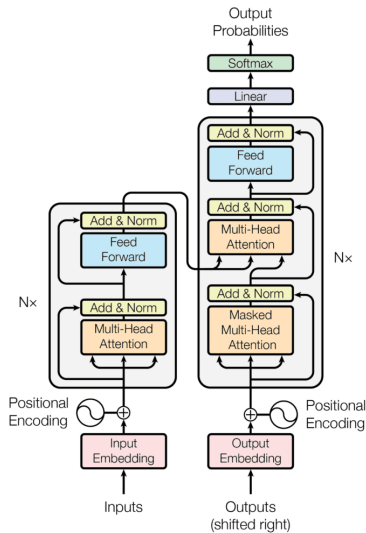 Output
Probabilities
Softmax
Linear
Add & Norm
Feed
Forward
Add & Norm
Multi-Head
Attention
Add & Norm
Masked
Multi-Head
Attention
N×
Add & Norm
Feed
Forward
Add & Norm
Multi-Head
Attention
N×
Positional
Encoding
Positional
Encoding
Input
Embedding
Output
Embedding
Inputs
Outputs
(shifted right)